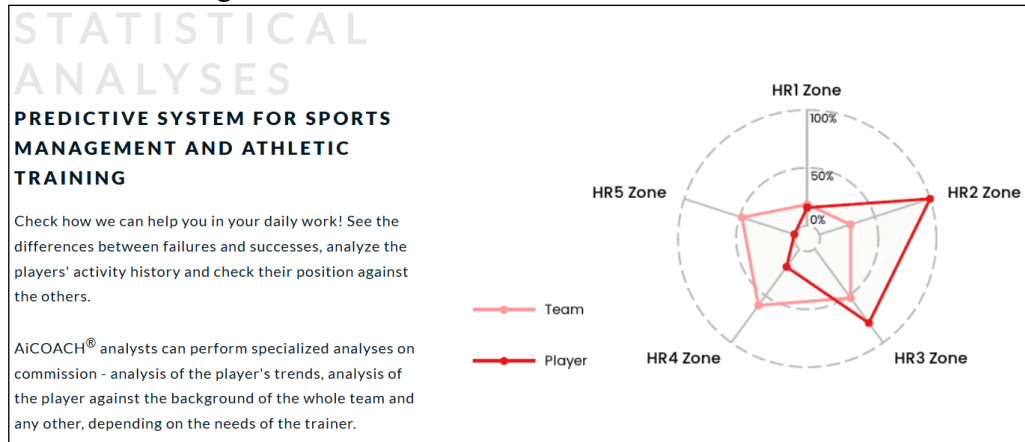 STATISTICAL
ANALYSES
PREDICTIVE SYSTEM FOR SPORTS
MANAGEMENT AND ATHLETIC
TRAINING
Check how we can help you in your daily work! See the
differences between failures and successes, analyze the
players' activity history and check their position against
the others.
AiCOACH® analysts can perform specialized analyses on
commission - analysis of the player's trends, analysis of
the player against the background of the whole team and
any other, depending on the needs of the trainer.
HR1 Zone
100%
50%
HR5 Zone
HR2 Zone
0%
Team
HR4 Zone
HR3 Zone
Player